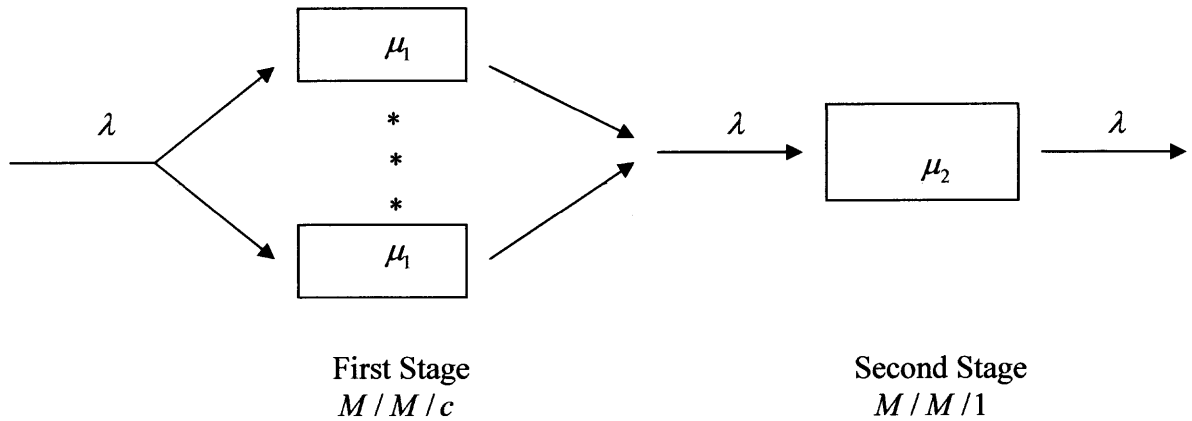 μ₁
λ
*
λ
λ
*
μ₂
*
μ₁
First Stage
M / M / c
Second Stage
M / M /1